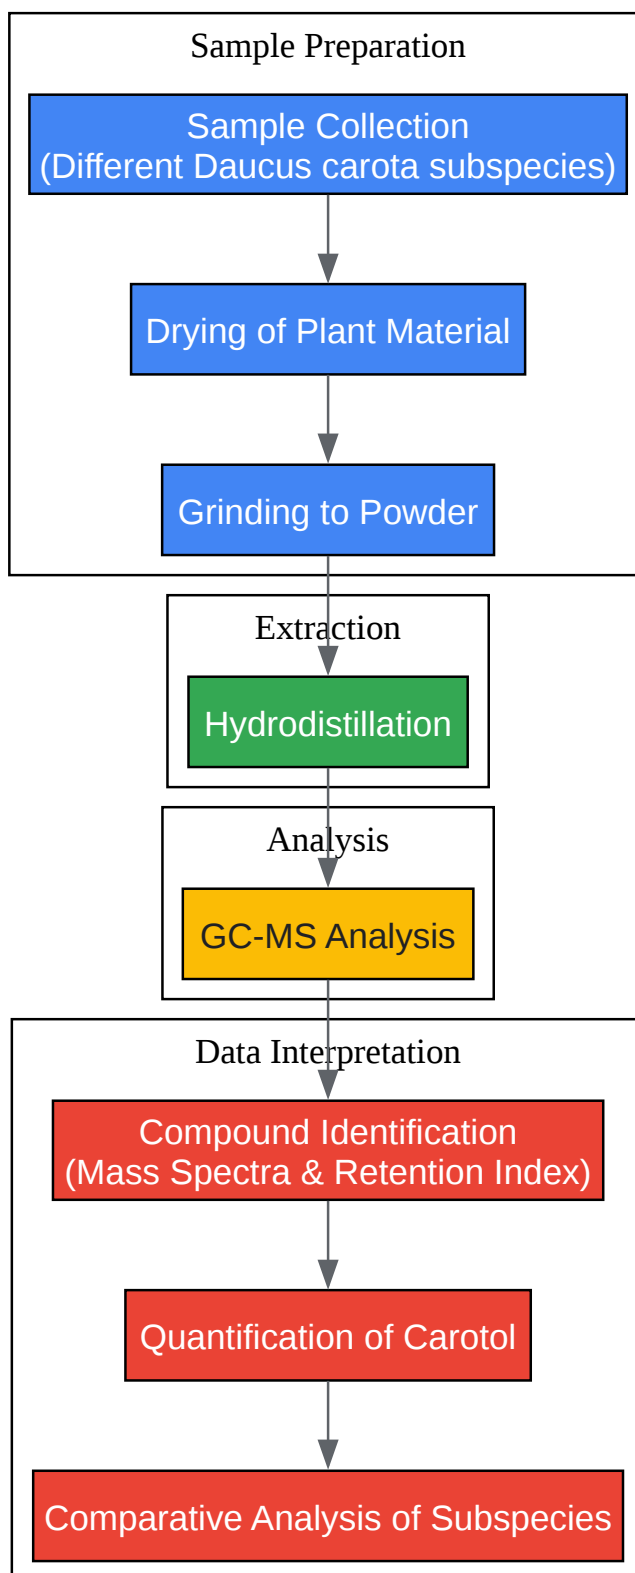 Sample Preparation
Sample Collection
(Different Daucus carota subspecies)
Drying of Plant Material
Grinding to Powder
Extraction
Hydrodistillation
Analysis
GC-MS Analysis
Data Interpretation
Compound Identification
(Mass Spectra & Retention Index)
Quantification of Carotol
Comparative Analysis of Subspecies